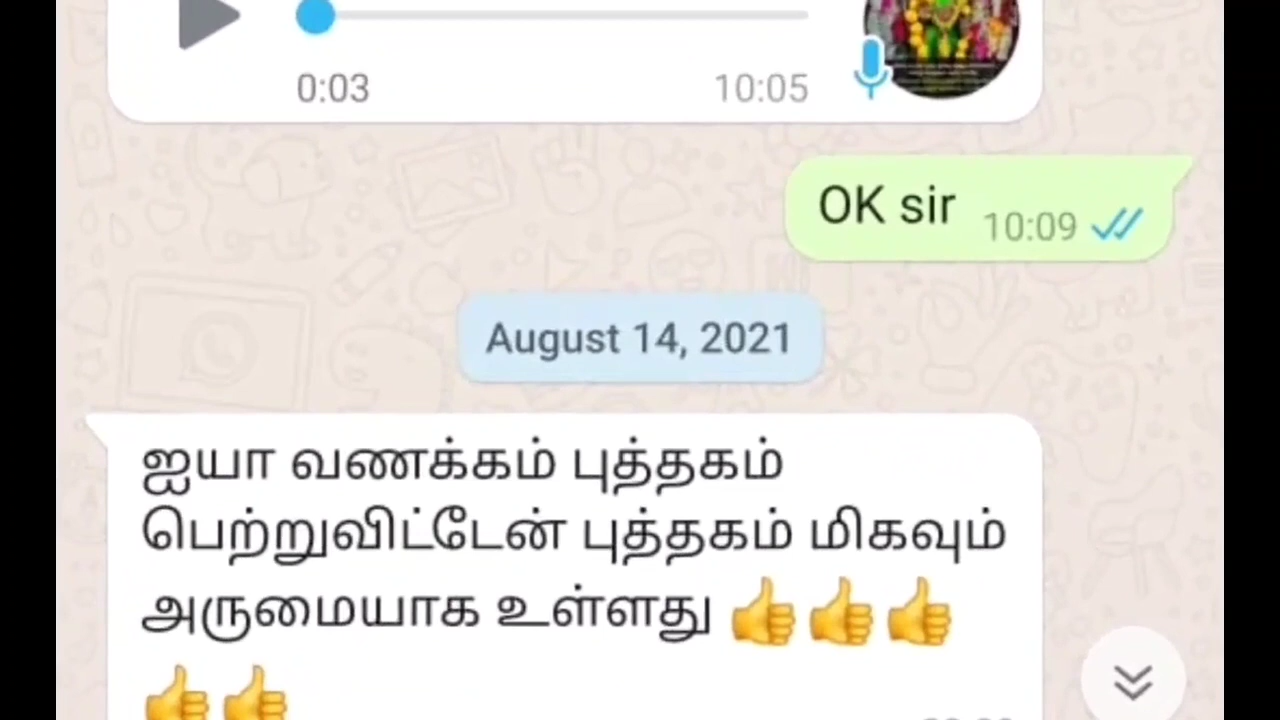 0:03 10:05
OK sir 10:09
August 14, 2021
ஐயா வணக்கம் புத்தகம்
பெற்றுவிட்டேன் புத்தகம் மிகவும்
அருமையாக உள்ளது 👍👍👍
👍👍